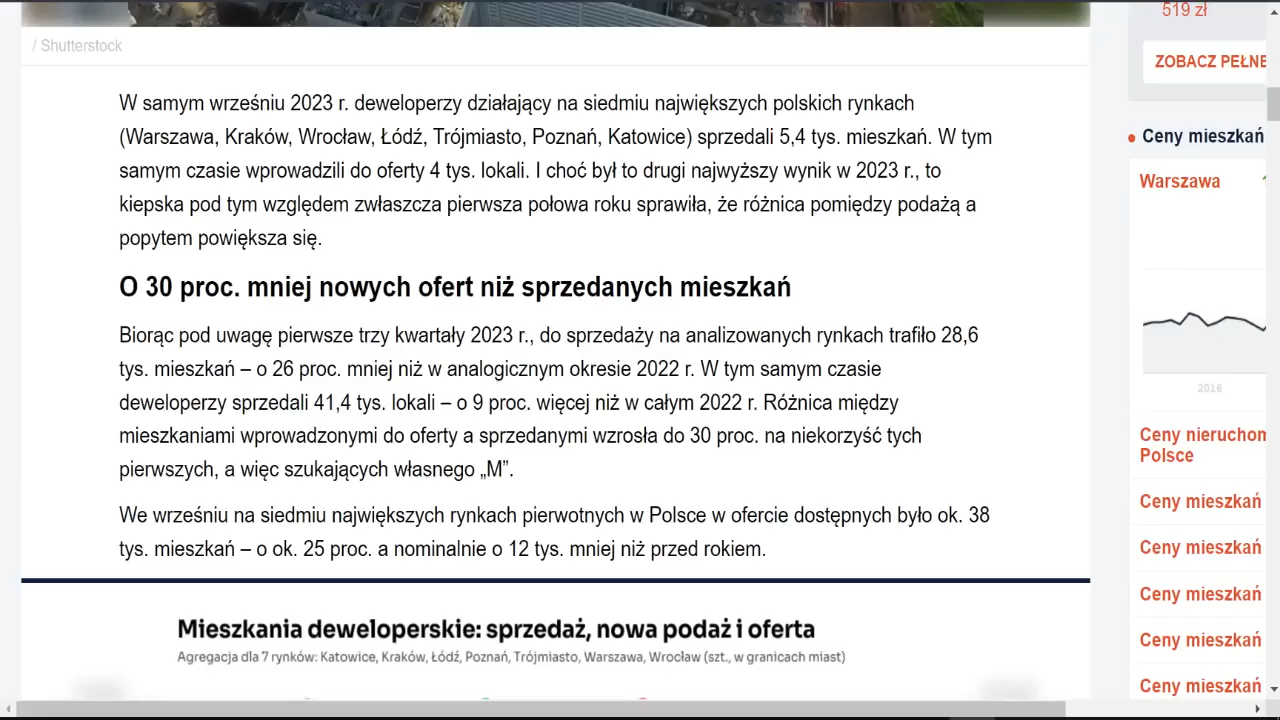 / Shutterstock
W samym wrześniu 2023 r. deweloperzy działający na siedmiu największych polskich rynkach
(Warszawa, Kraków, Wrocław, Łódź, Trójmiasto, Poznań, Katowice) sprzedali 5,4 tys. mieszkań. W tym
samym czasie wprowadzili do oferty 4 tys. lokali. I choć był to drugi najwyższy wynik w 2023 r., to
kiepska pod tym względem zwłaszcza pierwsza połowa roku sprawiła, że różnica pomiędzy podażą a
popytem powiększa się.
O 30 proc. mniej nowych ofert niż sprzedanych mieszkań
Biorąc pod uwagę pierwsze trzy kwartały 2023 r., do sprzedaży na analizowanych rynkach trafiło 28,6
tys. mieszkań – o 26 proc. mniej niż w analogicznym okresie 2022 r. W tym samym czasie
deweloperzy sprzedali 41,4 tys. lokali – o 9 proc. więcej niż w całym 2022 r. Różnica między
mieszkaniami wprowadzonymi do oferty a sprzedanymi wzrosła do 30 proc. na niekorzyść tych
pierwszych, a więc szukających własnego „M”.
We wrześniu na siedmiu największych rynkach pierwotnych w Polsce w ofercie dostępnych było ok. 38
tys. mieszkań – o ok. 25 proc. a nominalnie o 12 tys. mniej niż przed rokiem.
Mieszkania deweloperskie: sprzedaż, nowa podaż i oferta
Agregacja dla 7 rynków: Katowice, Kraków, Łódź, Poznań, Trójmiasto, Warszawa, Wrocław (szt., w granicach miast)
519 zł
ZOBACZ PEŁNE
Ceny mieszkań
Warszawa
2016
Ceny nieruchom
Polsce
Ceny mieszkań
Ceny mieszkań
Ceny mieszkań
Ceny mieszkań
Ceny mieszkań